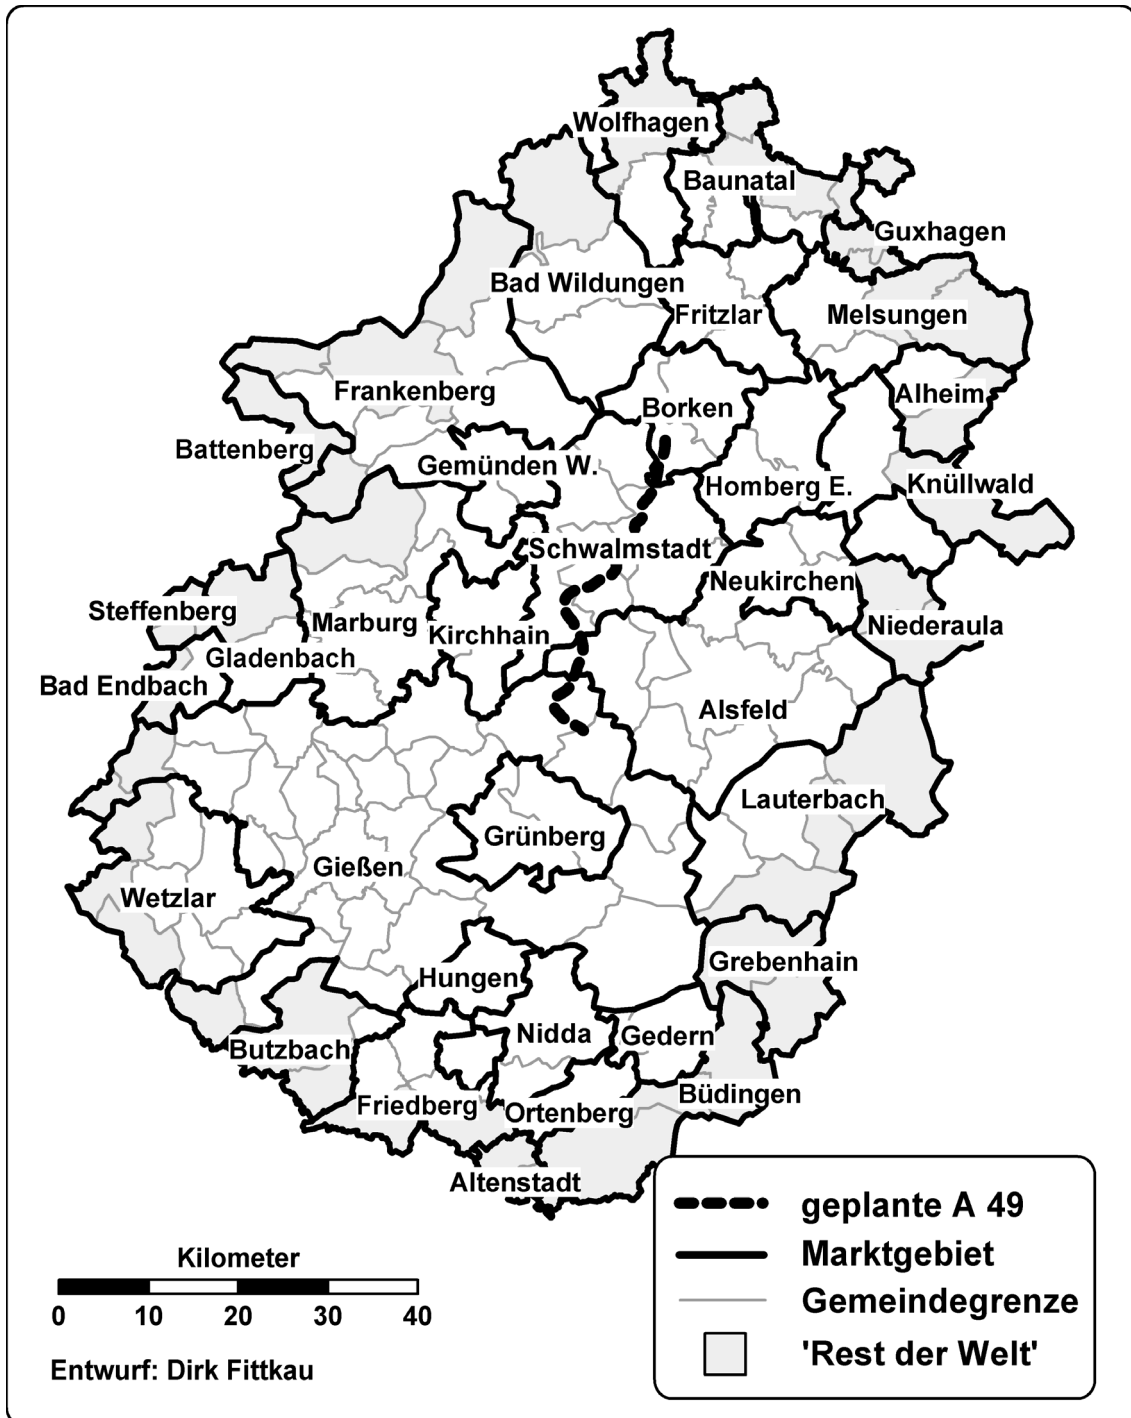 Wolfhagen
Baunatal
Guxhagen
Bad Wildungen
Fritzlar
Melsungen
Frankenberg
Alheim
Borken
Battenberg
Gemünden W.
Homberg E.
Knüllwald
Schwalmstadt
Neukirchen
Steffenberg
Marburg
Kirchhain
Niederaula
Gladenbach
Bad Endbach
Alsfeld
Lauterbach
Grünberg
Gießen
Wetzlar
Grebenhain
Hungen
Nidda
Gedern
Butzbach
Büdingen
Friedberg
Ortenberg
Altenstadt
geplante A 49
Marktgebiet
Gemeindegrenze
'Rest der Welt'
Kilometer
0 10 20 30 40
Entwurf: Dirk Fittkau